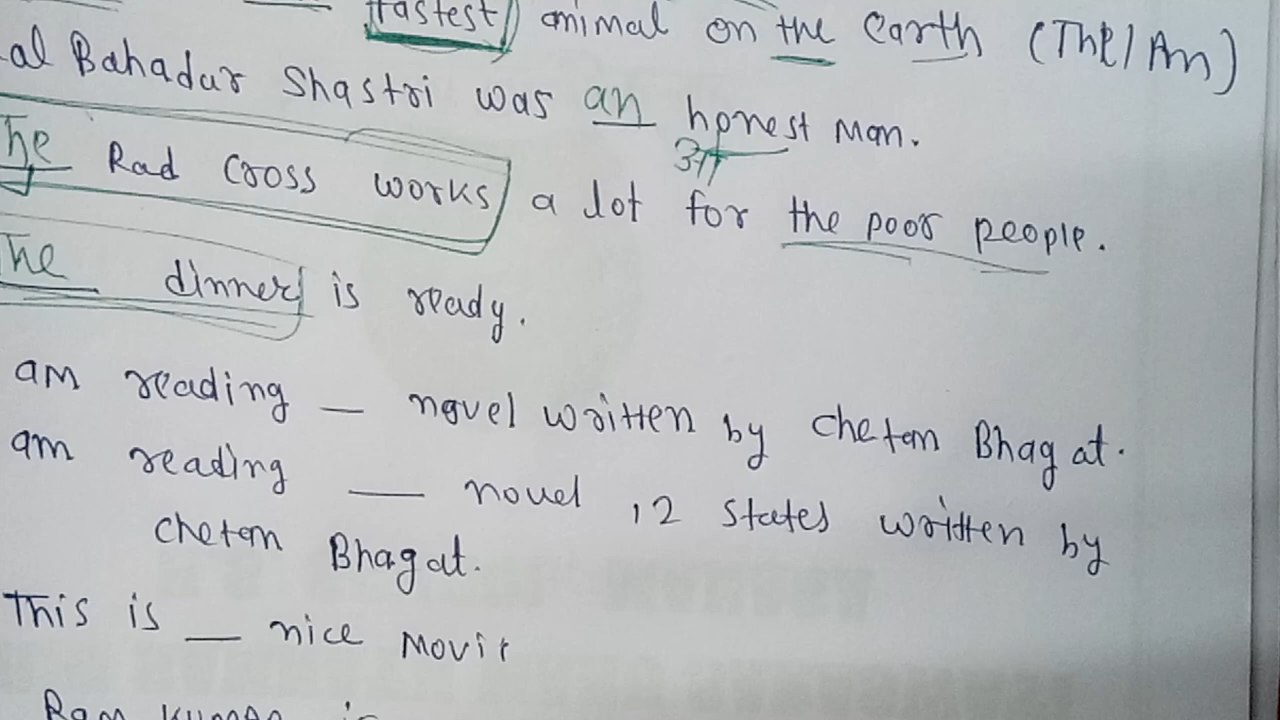 fastest animal on the earth (The/An)
al Bahadur Shastri was an honest man.
The Rad Cross works a lot for the poor people.
The dinner is ready.
am reading _ novel written by Chetan Bhagat.
am reading _ novel, 2 States written by
Chetan Bhagat.
This is _ nice Movie